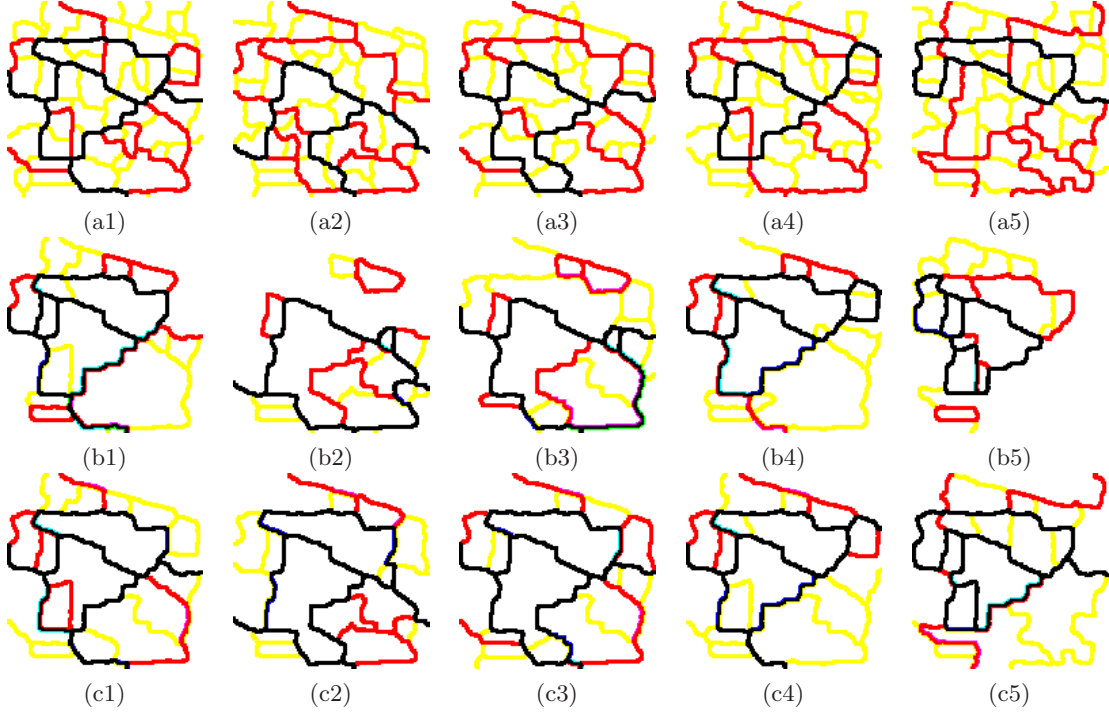 (a1) (a2) (a3) (a4) (a5)
(b1) (b2) (b3) (b4) (b5)
(c1) (c2) (c3) (c4) (c5)